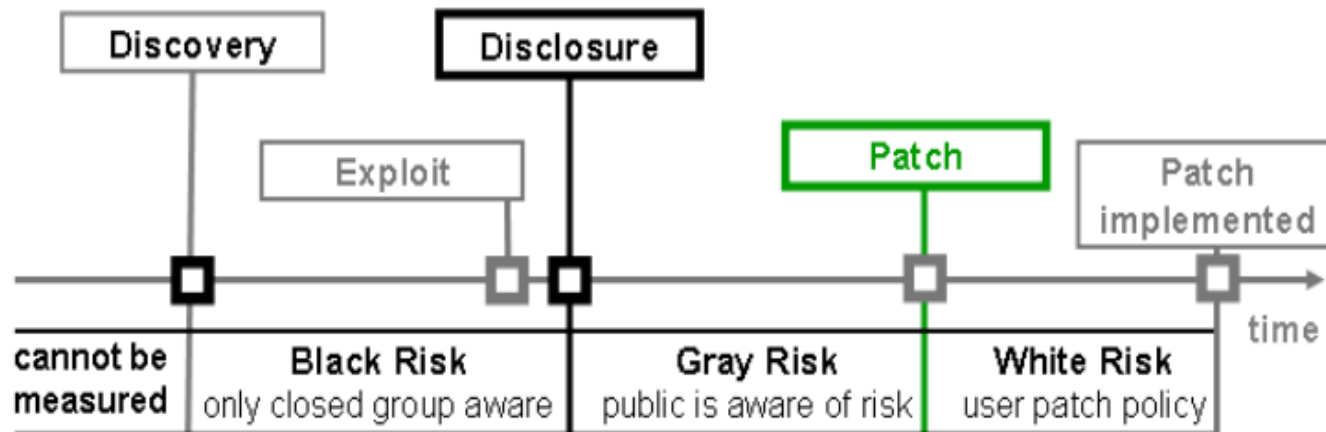 Discovery
Disclosure
Exploit
Patch
Patch
implemented
time
cannot be
measured
Black Risk
only closed group aware
Gray Risk
public is aware of risk
White Risk
user patch policy